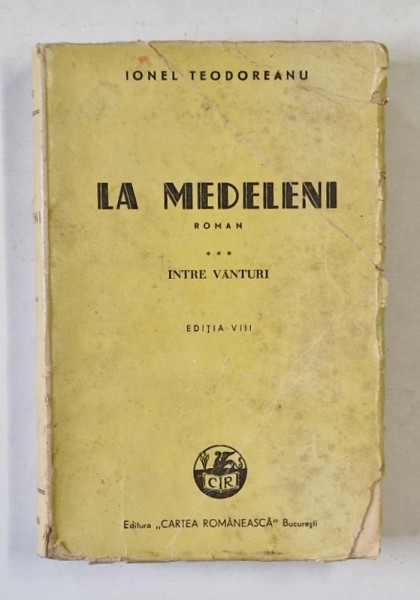 IONEL TEODOREANU
LA MEDELENI
ROMAN
***
INTRE VÂNTURI
EDIȚIA VIII
CR
Editura „CARTEA ROMÂNEASCĂ" București